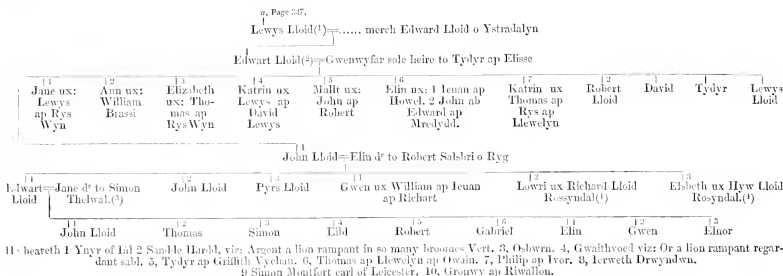 a, Page 347.
Lewys Lloid(1)=...... merch Edward Lloid o Ystradalyn
Edwart Lloid(2)=Gwenwyfar sole heire to Tydyr ap Elisse
1 2 3 4 5 6 7 2
Jane ux: Ann ux: Elizabeth Katrin ux Mallt ux: Elin ux: 1 Ieuan ap Katrin ux Robert David Tydyr Lewys
Lewys William ux: Tho- Lewys ap John ap Howel. 2 John ab Thomas ap Lloid Lloid
ap Rys Brassi mas ap David Robert Edward ap Rys ap
Wyn Rys Wyn Lewys Mredydd. Llewelyn
1
John Lloid=Elin dr to Robert Salsbri o Ryg
1 2 3 1 2 3
Edwart=Jane dr to Simon John Lloid Pyrs Lloid Gwen ux William ap Ieuan Lowri ux Richard Lloid Elsbeth ux Hyw Lloid
Lloid Thelwal.(3) ap Richart Rossyndal.(1) Rosyndal.(1)
1 2 3 4 5 6 1 2 3
John Lloid Thomas Simon Robert Gabriel Elin Gwen Elnor
He beareth 1 Ynyr of Iâl 2 Sandde Hardd, viz: Argent a lion rampant in so many broomes Vert. 3, Osbwrn. 4, Gwaithvoed viz: Or a lion rampant regar-
dant sabl. 5, Tydyr ap Griffith Vychan. 6, Thomas ap Llewelyn ap Owain. 7, Philip ap Ivor. 8, Ierweth Drwyndwn.
9 Simon Montfort earl of Leicester. 10, Gronwy ap Riwallon.